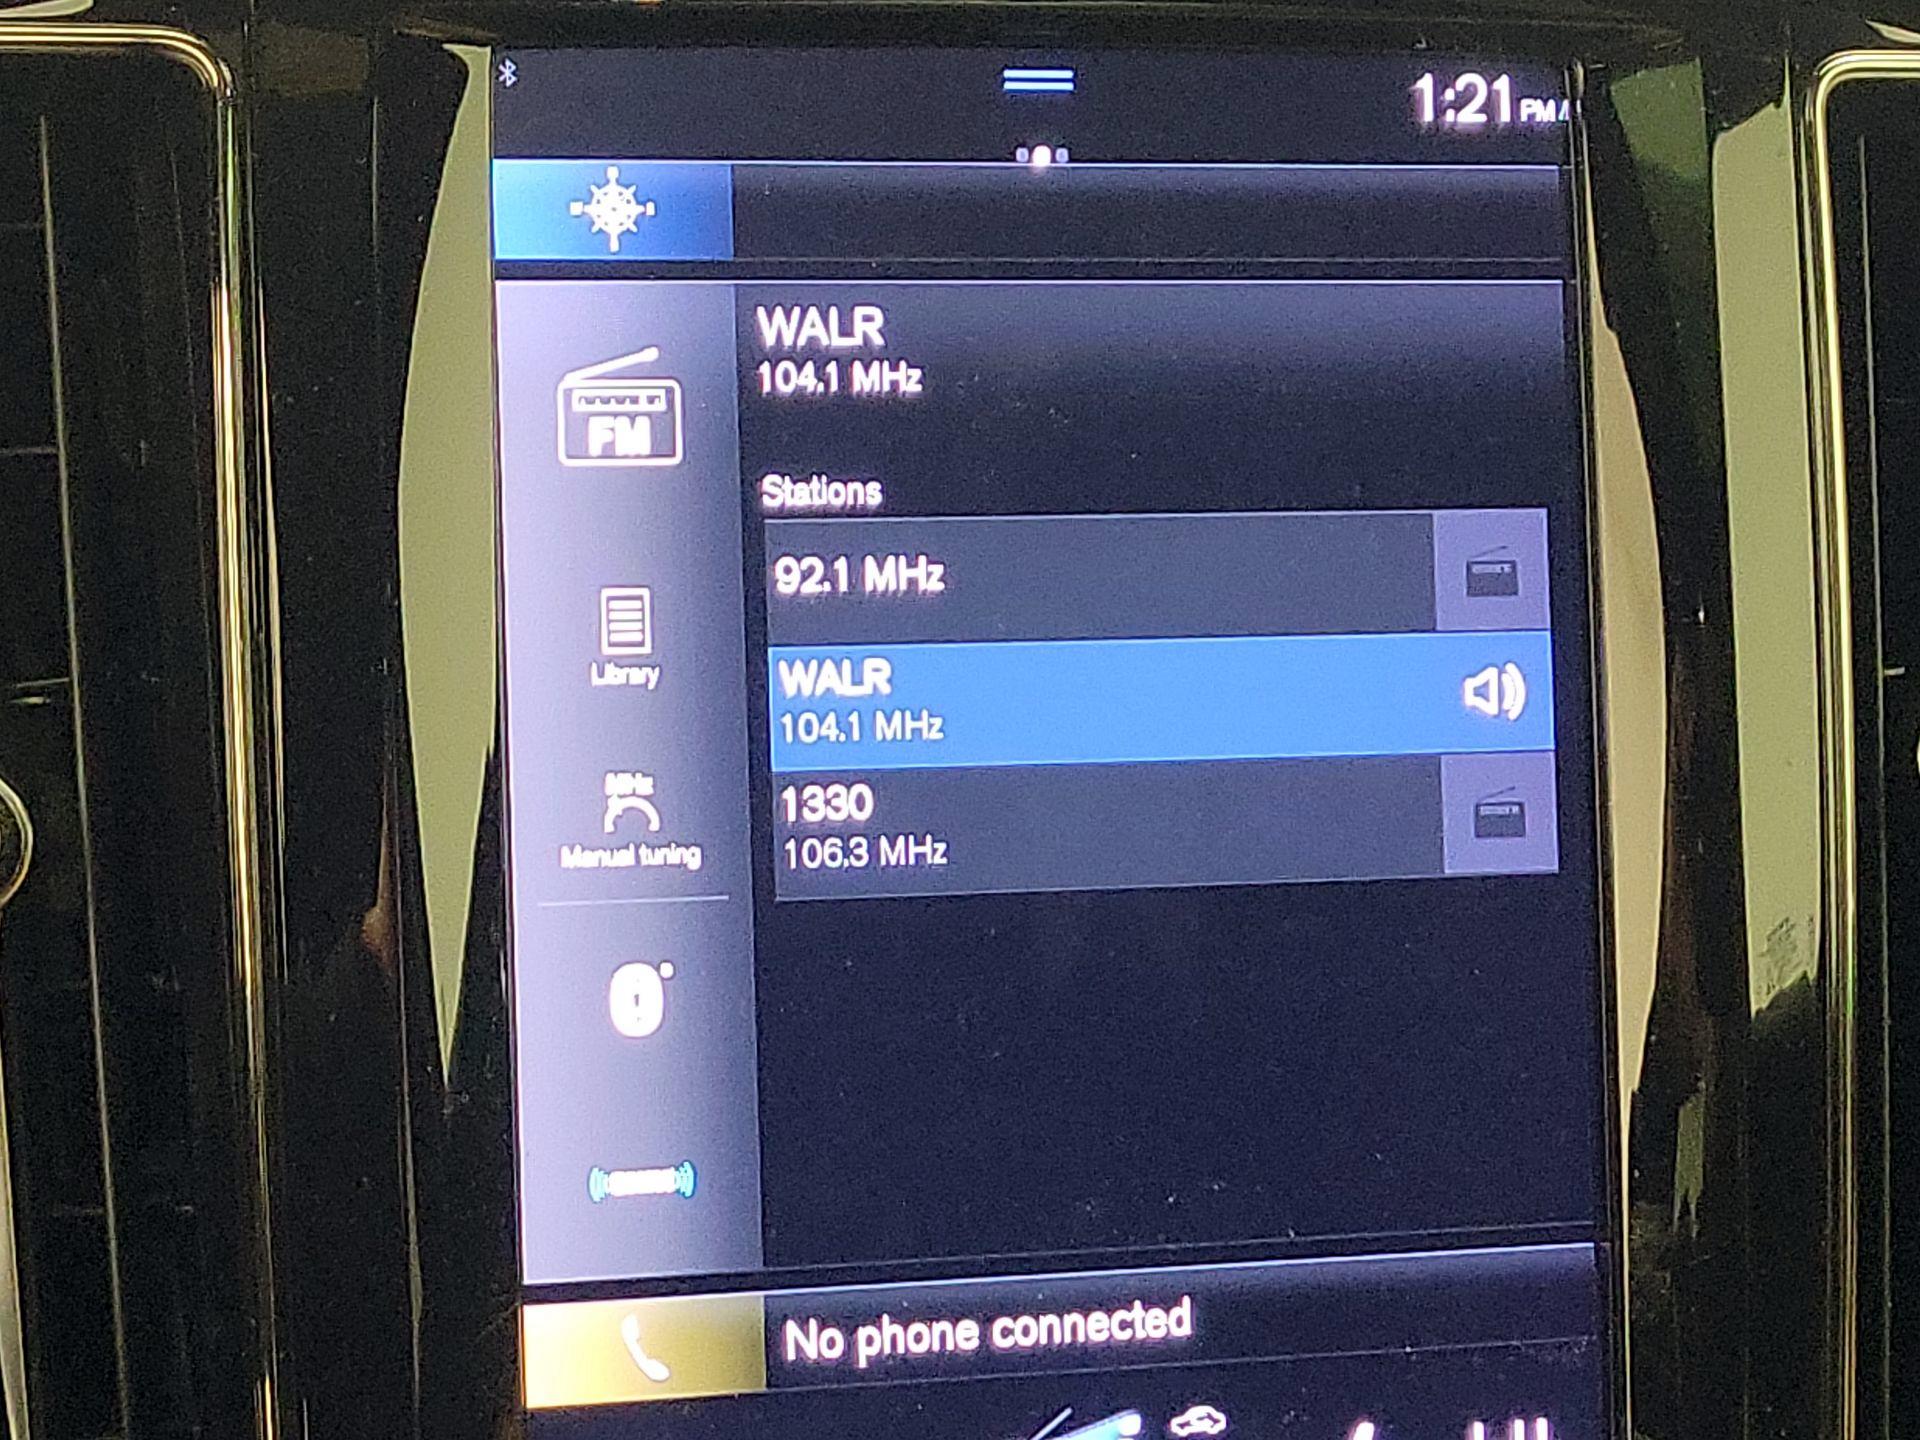 1:21 PM
WALR
104.1 MHz
FM
Stations
92.1 MHz
Library
WALR
104.1 MHz
MHz
Manual tuning
1330
106.3 MHz
No phone connected